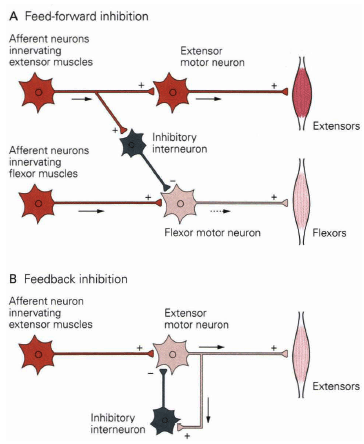 A Feed-forward inhibition
Afferent neurons
innervating
extensor muscles
Extensor
motor neuron
+
+
Extensors
+
Inhibitory
interneuron
Afferent neurons
innervating
flexor muscles
−
+
+
Flexor motor neuron
Flexors
B Feedback inhibition
Afferent neuron
innervating
extensor muscles
Extensor
motor neuron
+
+
−
Extensors
Inhibitory
interneuron
+